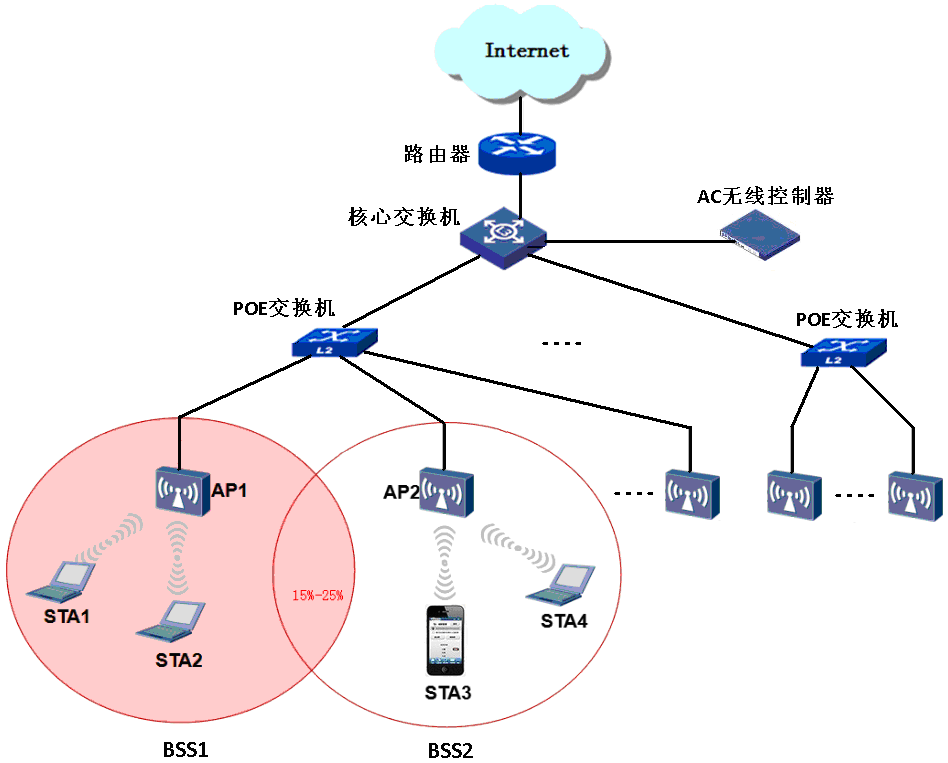 Internet
路由器
AC无线控制器
核心交换机
POE交换机
POE交换机
L2
L2
AP1
AP2
15%-25%
STA1
STA4
STA2
STA3
BSS1
BSS2